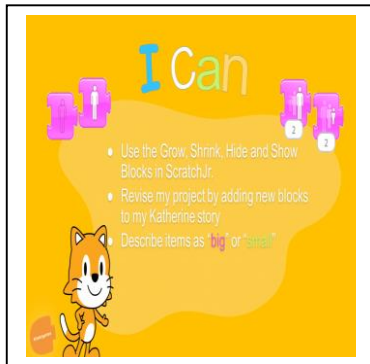 I Can
2
2
• Use the Grow, Shrink, Hide and Show
Blocks in ScratchJr.
• Revise my project by adding new blocks
to my Katherine story
• Describe items as "big" or "small"